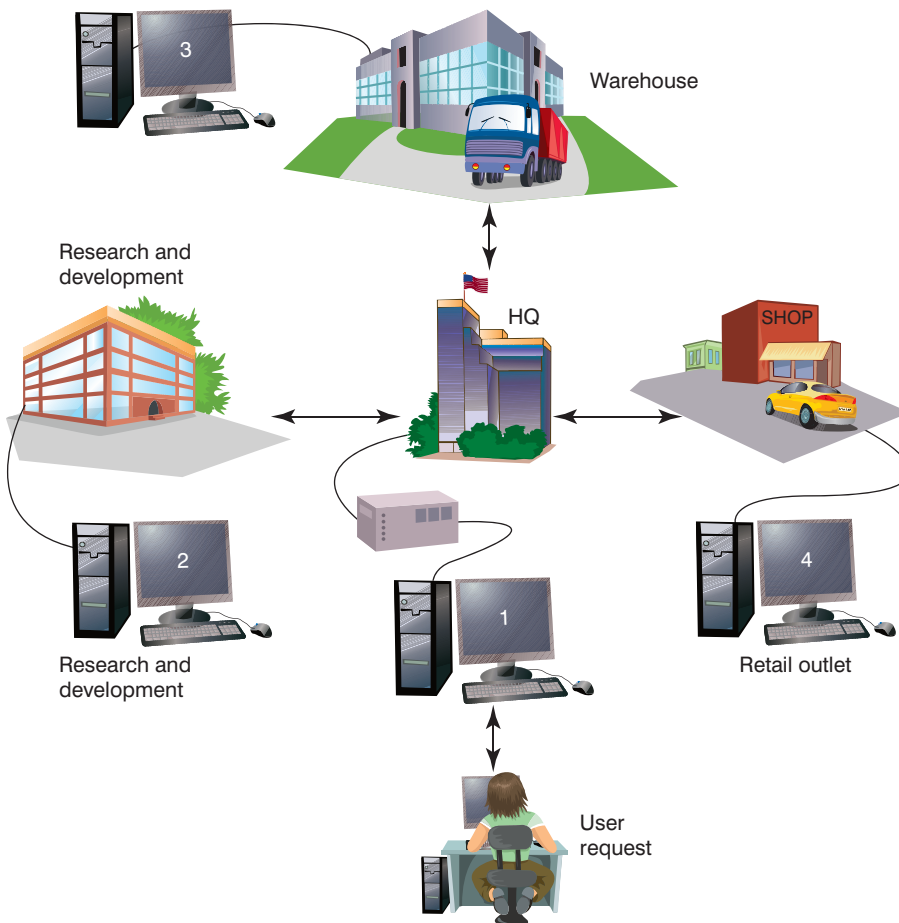 3
Warehouse
Research and
development
HQ
SHOP
2
1
4
Research and
development
Retail outlet
User
request